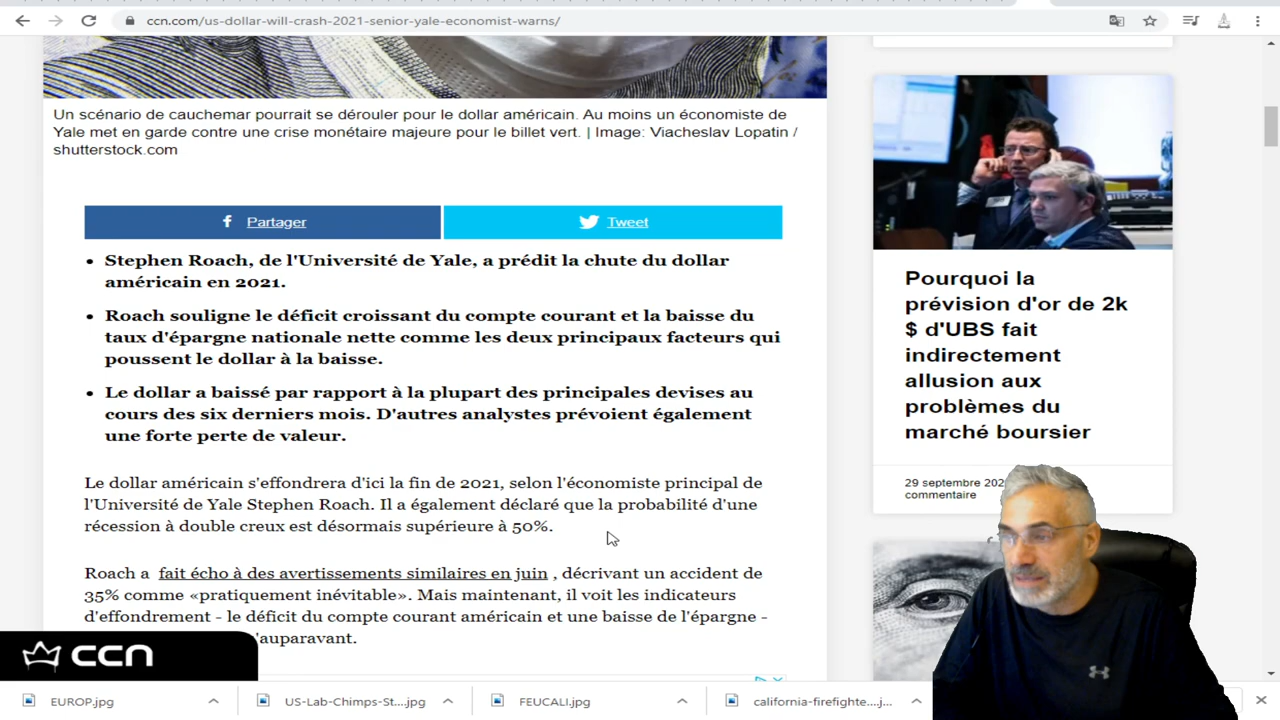 ccn.com/us-dollar-will-crash-2021-senior-yale-economist-warns/
Un scénario de cauchemar pourrait se dérouler pour le dollar américain. Au moins un économiste de
Yale met en garde contre une crise monétaire majeure pour le billet vert. | Image: Viacheslav Lopatin /
shutterstock.com
Partager
Tweet
• Stephen Roach, de l'Université de Yale, a prédit la chute du dollar
américain en 2021.
• Roach souligne le déficit croissant du compte courant et la baisse du
taux d'épargne nationale nette comme les deux principaux facteurs qui
poussent le dollar à la baisse.
• Le dollar a baissé par rapport à la plupart des principales devises au
cours des six derniers mois. D'autres analystes prévoient également
une forte perte de valeur.
Le dollar américain s'effondrera d'ici la fin de 2021, selon l'économiste principal de
l'Université de Yale Stephen Roach. Il a également déclaré que la probabilité d'une
récession à double creux est désormais supérieure à 50%.
Roach a fait écho à des avertissements similaires en juin , décrivant un accident de
35% comme «pratiquement inévitable». Mais maintenant, il voit les indicateurs
d'effondrement - le déficit du compte courant américain et une baisse de l'épargne -
'auparavant.
Pourquoi la
prévision d'or de 2k
$ d'UBS fait
indirectement
allusion aux
problèmes du
marché boursier
29 septembre
commentaire
ccn
EUROP.jpg
US-Lab-Chimps-St....jpg
FEUCALI.jpg
california-firefighte....j...